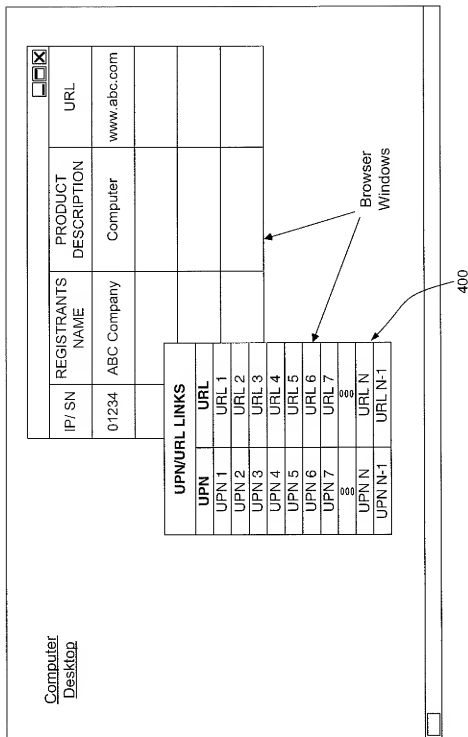 Computer
Desktop
IP/ SN REGISTRANTS NAME PRODUCT DESCRIPTION URL
01234 ABC Company Computer www.abc.com
UPN/URL LINKS
UPN URL
UPN 1 URL 1
UPN 2 URL 2
UPN 3 URL 3
UPN 4 URL 4
UPN 5 URL 5
UPN 6 URL 6
UPN 7 URL 7
ooo ooo
UPN N URL N
UPN N-1 URL N-1
Browser
Windows
400